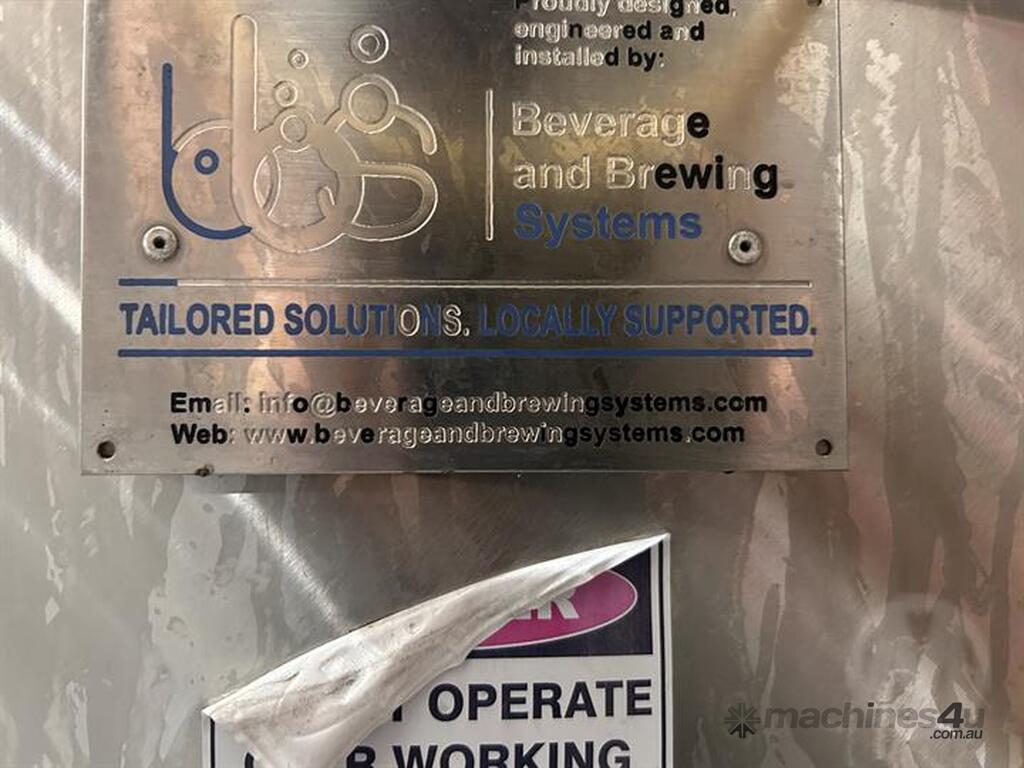 Proudly designed,
engineered and
installed by:
bbs
Beverage
and Brewing
Systems
TAILORED SOLUTIONS. LOCALLY SUPPORTED.
Email: info@beverageandbrewingsystems.com
Web: www.beverageandbrewingsystems.com
OPERATE
WORKING
machines4u
.com.au